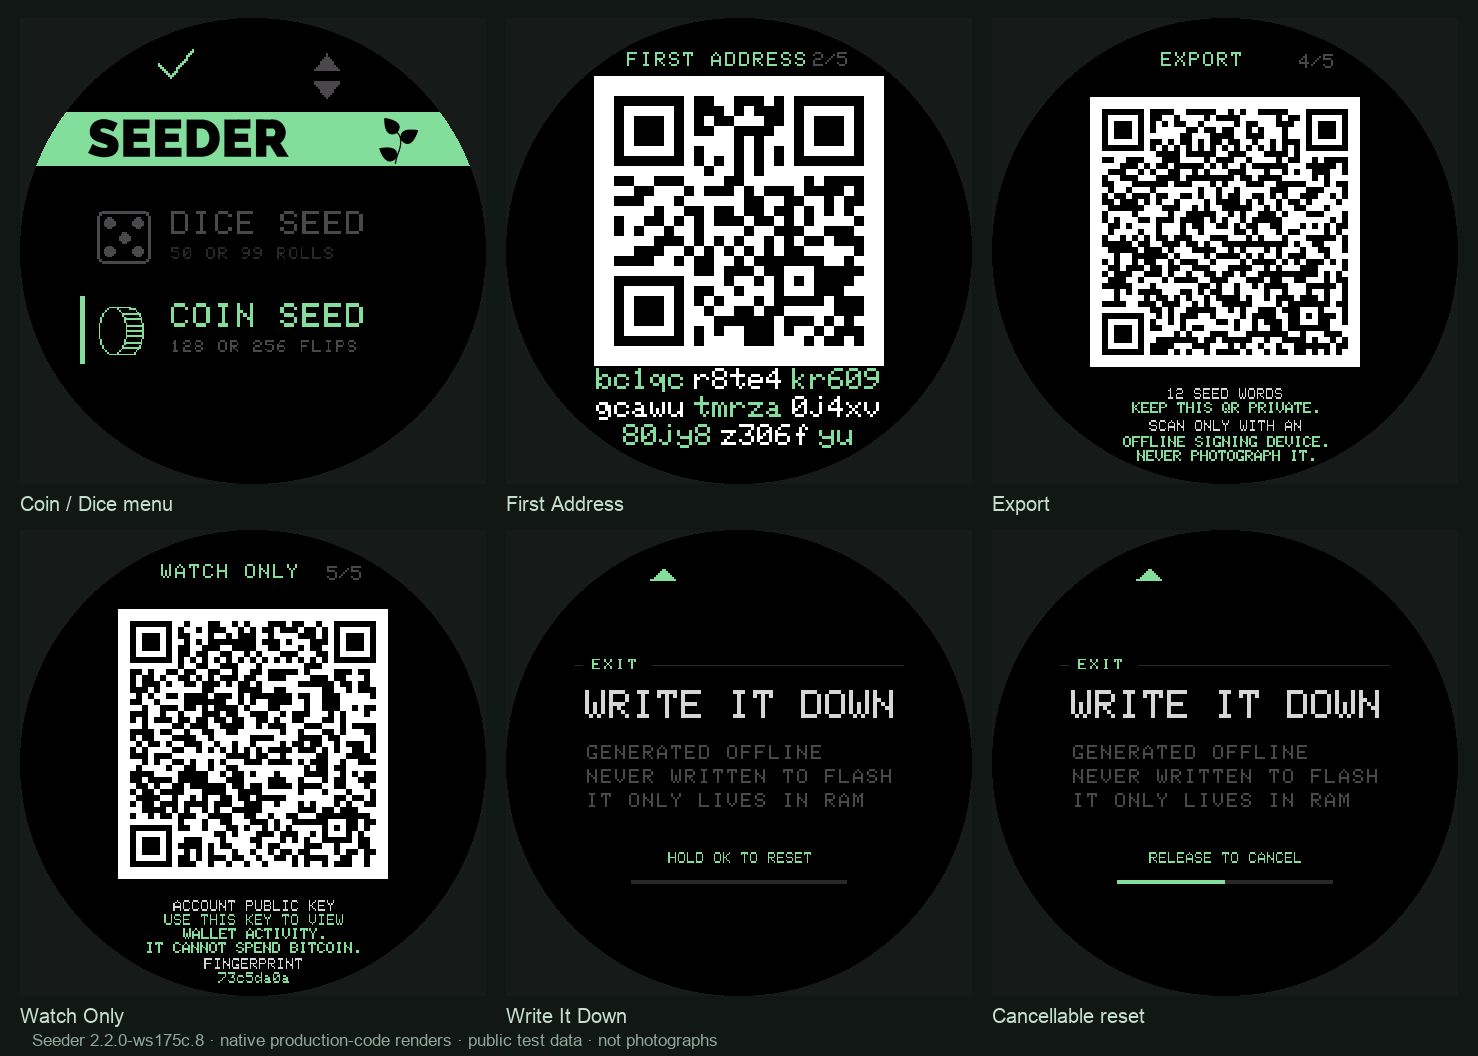 SEEDER
DICE SEED
50 OR 99 ROLLS
COIN SEED
128 OR 256 FLIPS
Coin / Dice menu
FIRST ADDRESS 2/5
bc1qc r8te4 kr609
gcawu tmrza 0j4xv
80jy8 z306f yu
First Address
EXPORT 4/5
12 SEED WORDS
KEEP THIS QR PRIVATE.
SCAN ONLY WITH AN
OFFLINE SIGNING DEVICE.
NEVER PHOTOGRAPH IT.
Export
WATCH ONLY 5/5
ACCOUNT PUBLIC KEY
USE THIS KEY TO VIEW
WALLET ACTIVITY.
IT CANNOT SPEND BITCOIN.
FINGERPRINT
73c5da0a
Watch Only
EXIT
WRITE IT DOWN
GENERATED OFFLINE
NEVER WRITTEN TO FLASH
IT ONLY LIVES IN RAM
HOLD OK TO RESET
Write It Down
EXIT
WRITE IT DOWN
GENERATED OFFLINE
NEVER WRITTEN TO FLASH
IT ONLY LIVES IN RAM
RELEASE TO CANCEL
Cancellable reset
Seeder 2.2.0-ws175c.8 · native production-code renders · public test data · not photographs